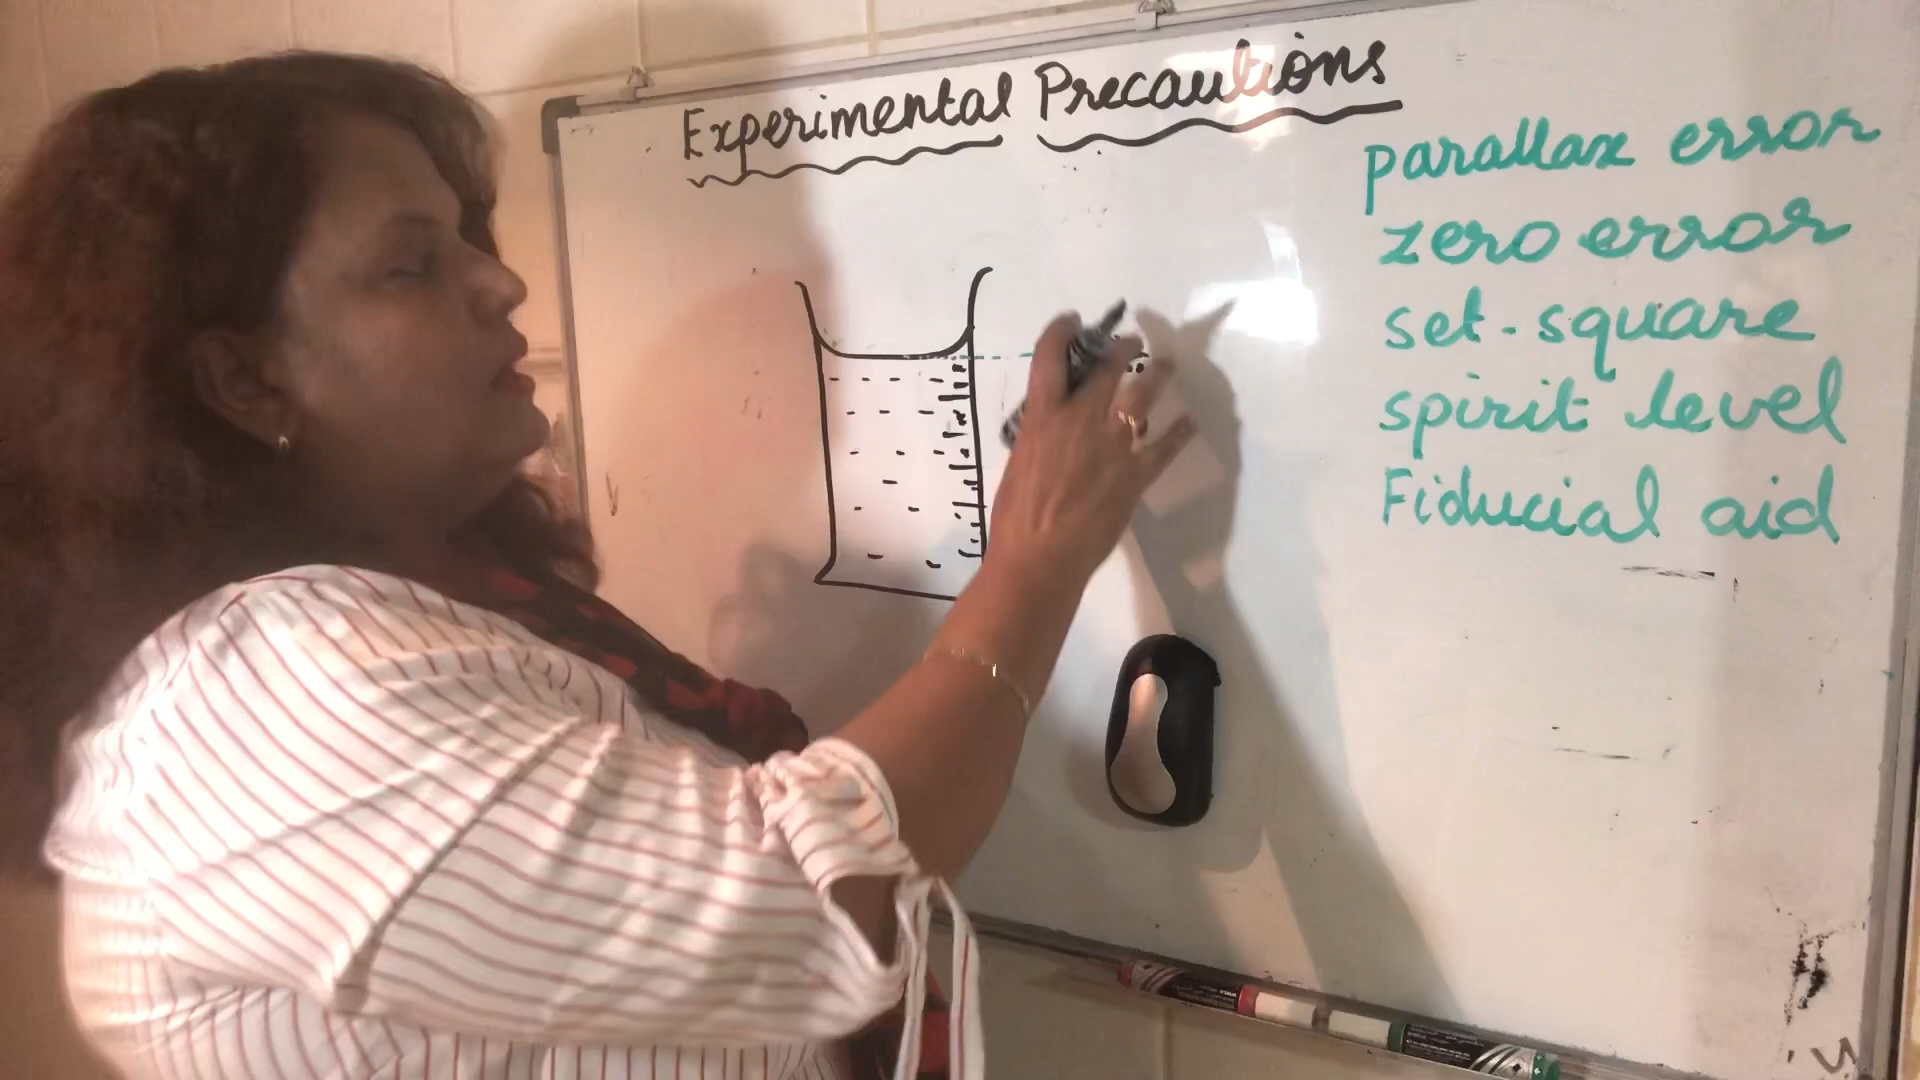 Experimental Precautions
parallax error
zero error
set-square
spirit level
Fiducial aid